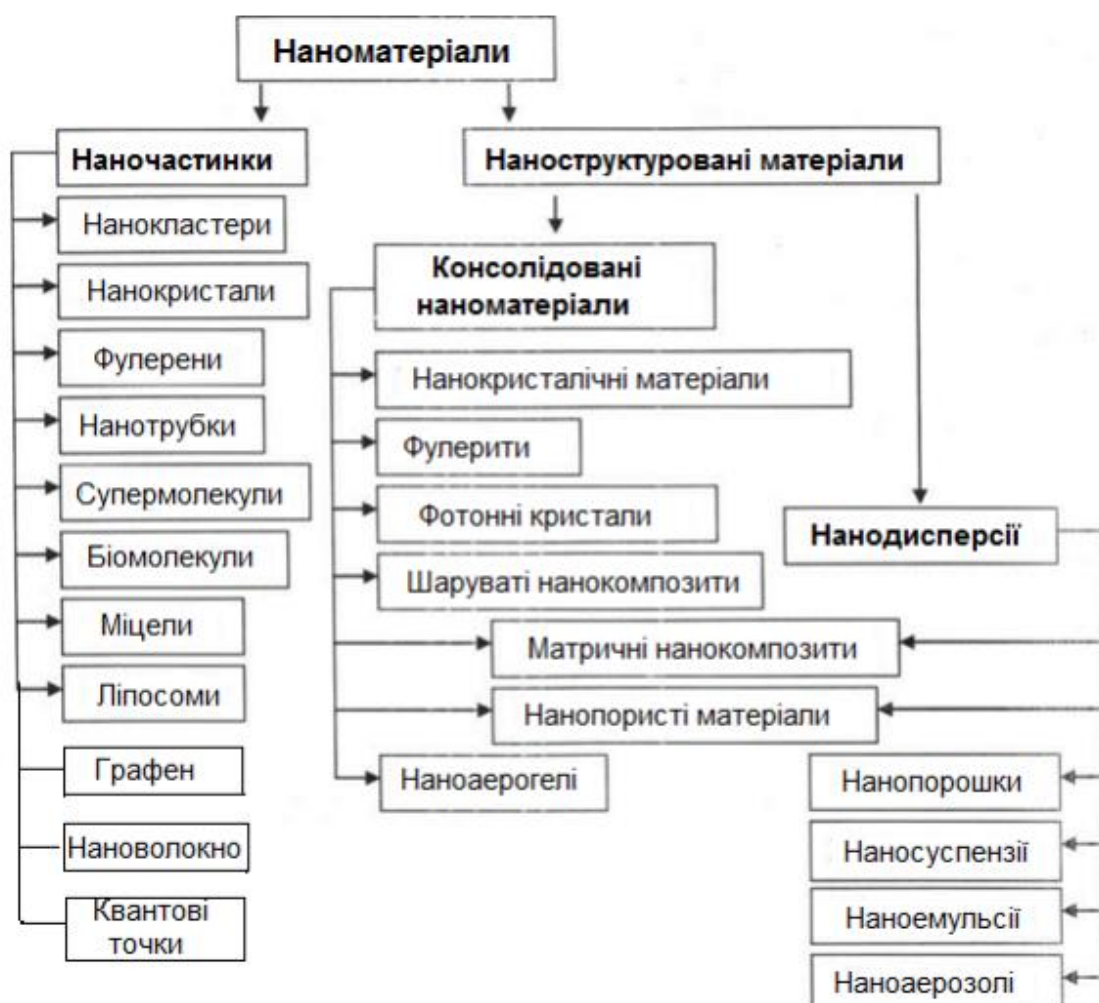 Наноматеріали
Наночастинки
Нанокластери
Нанокристали
Фулерени
Нанотрубки
Супермолекули
Біомолекули
Міцели
Ліпосоми
Графен
Нановолокно
Квантові
точки
Наноструктуровані матеріали
Консолідовані
наноматеріали
Нанокристалічні матеріали
Фулерити
Фотонні кристали
Шаруваті нанокомпозити
Матричні нанокомпозити
Нанопористі матеріали
Наноаерогелі
Нанодисперсії
Нанопорошки
Наносуспензії
Наноемульсії
Наноаерозолі